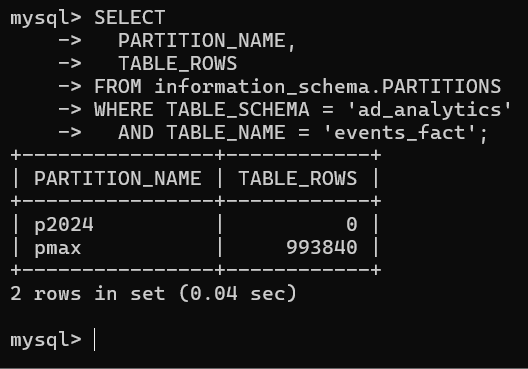 mysql> SELECT
    ->   PARTITION_NAME,
    ->   TABLE_ROWS
    -> FROM information_schema.PARTITIONS
    -> WHERE TABLE_SCHEMA = 'ad_analytics'
    ->   AND TABLE_NAME = 'events_fact';
+----------------+------------+
| PARTITION_NAME | TABLE_ROWS |
+----------------+------------+
| p2024          |          0 |
| pmax           |     993840 |
+----------------+------------+
2 rows in set (0.04 sec)

mysql>